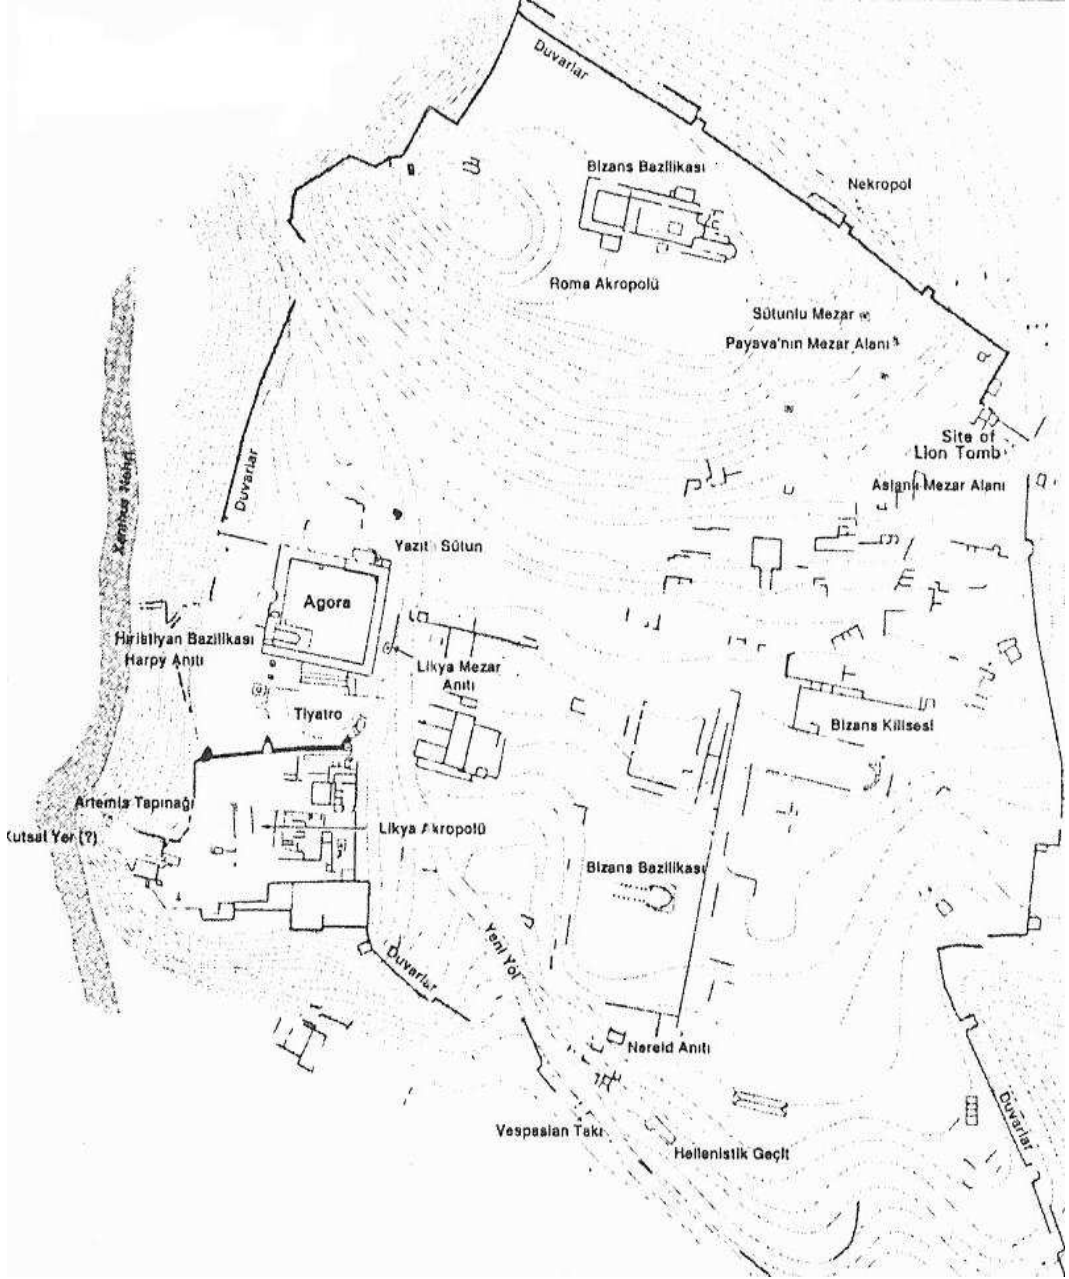 Duvarlar
Bizans Bazilikası
Nekropol
Roma Akropolü
Sütunlu Mezar
Payava'nın Mezar Alanı
Site of
Lion Tomb
Aslanlı Mezar Alanı
Duvarlar
Xanthus Nehri
Yazıtlı Sütun
Agora
Hıristiyan Bazilikası
Harpy Anıtı
Likya Mezar
Anıtı
Tiyatro
Bizans Kilisesi
Artemis Tapınağı
Kutsal Yer (?)
Likya Akropolü
Bizans Bazilikası
Yeni Yol
Duvarlar
Nereid Anıtı
Vespasian Takı
Hellenistik Geçit
Duvarlar